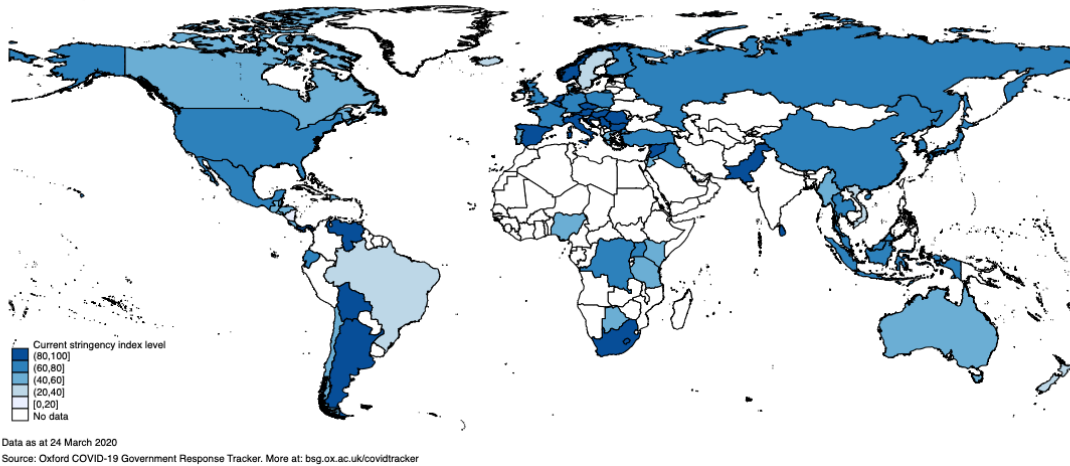 Current stringency index level
(80,100]
(60,80]
(40,60]
(20,40]
[0,20]
No data
Data as at 24 March 2020
Source: Oxford COVID-19 Government Response Tracker. More at: bsg.ox.ac.uk/covidtracker